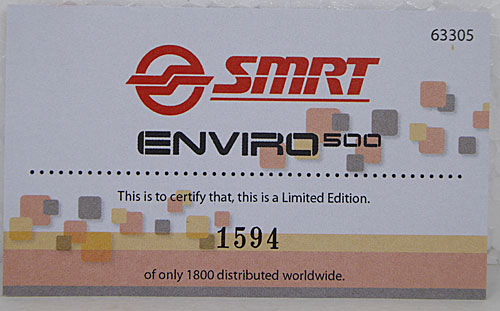 63305
SMRT
ENVIRO500
This is to certify that, this is a Limited Edition.
1594
of only 1800 distributed worldwide.